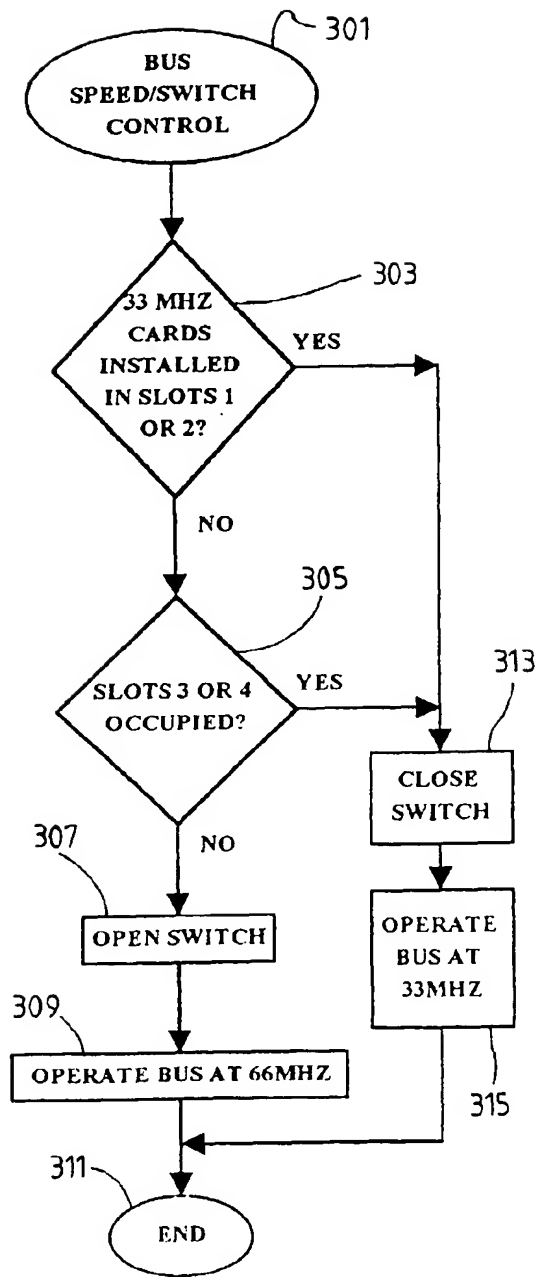 301
BUS
SPEED/SWITCH
CONTROL
303
33 MHZ
CARDS
INSTALLED
IN SLOTS 1
OR 2?
YES
NO
305
SLOTS 3 OR 4
OCCUPIED?
YES
313
CLOSE
SWITCH
307
NO
OPEN SWITCH
OPERATE
BUS AT
33MHZ
309
OPERATE BUS AT 66MHZ
315
311
END